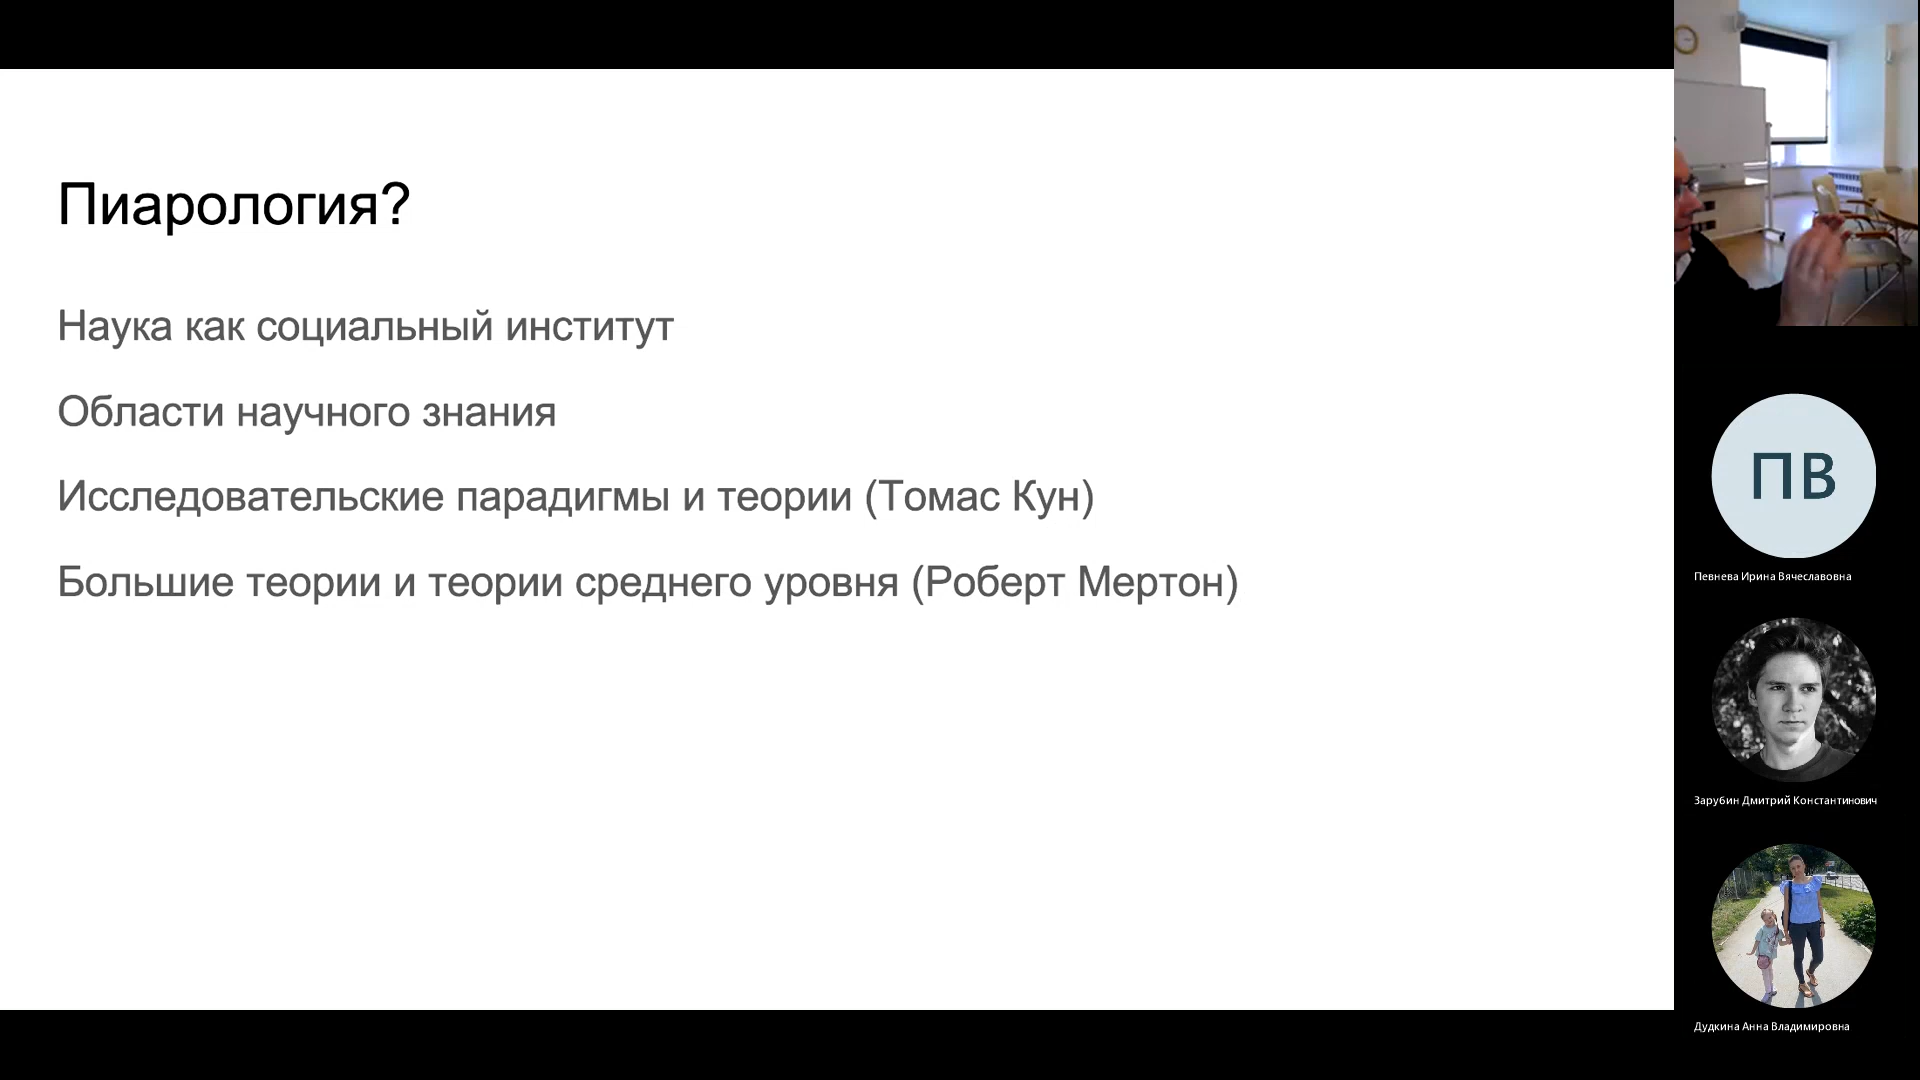 Пиарология?
Наука как социальный институт
Области научного знания
Исследовательские парадигмы и теории (Томас Кун)
Большие теории и теории среднего уровня (Роберт Мертон)
ПВ
Певнева Ирина Вячеславовна
Зарубин Дмитрий Константинович
Дудкина Анна Владимировна